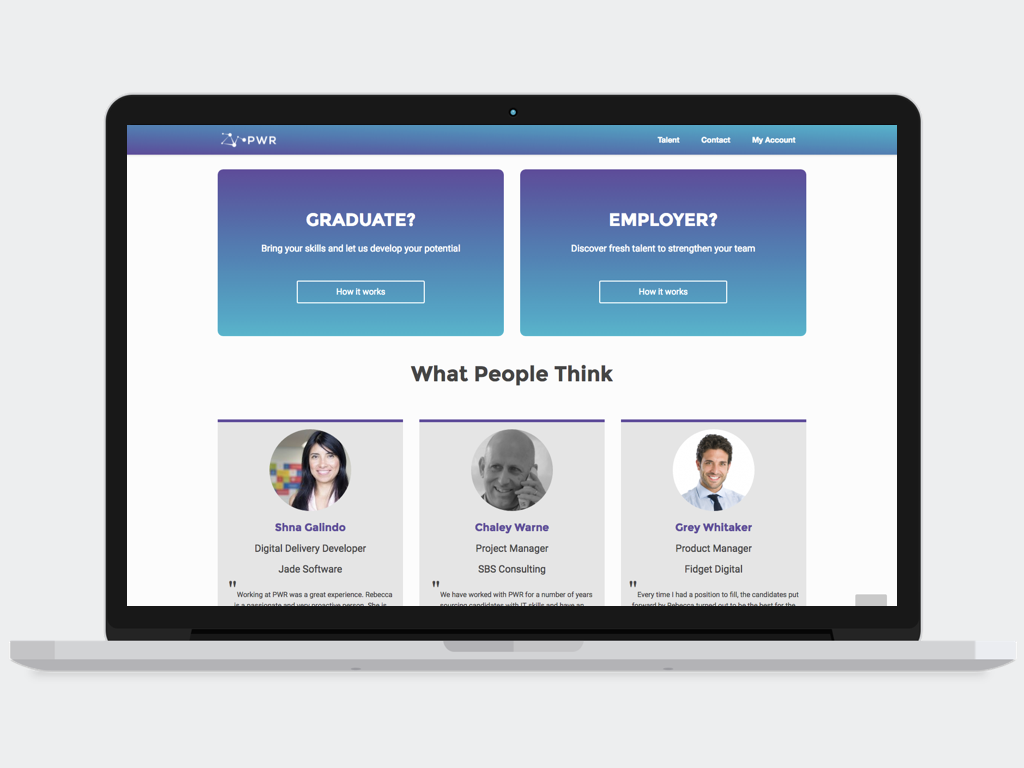 PWR
Talent Contact My Account
GRADUATE?
Bring your skills and let us develop your potential
How it works
EMPLOYER?
Discover fresh talent to strengthen your team
How it works
What People Think
Shna Galindo
Digital Delivery Developer
Jade Software
" Working at PWR was a great experience. Rebecca
is a passionate and very proactive person. She is
Chaley Warne
Project Manager
SBS Consulting
" We have worked with PWR for a number of years
sourcing candidates with IT skills and have an
Grey Whitaker
Product Manager
Fidget Digital
" Every time I had a position to fill, the candidates put
forward by Rebecca turned out to be the best for the